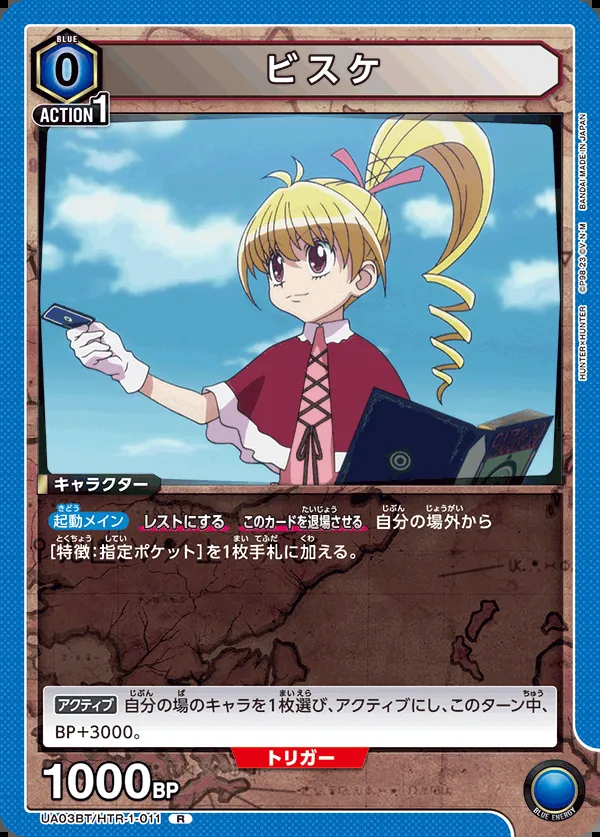 BLUE
0
ビスケ
ACTION 1
HUNTER×HUNTER ©P98-23 ©V・N・M BANDAI MADE IN JAPAN
キャラクター
起動メイン レストにする このカードを退場させる 自分の場外から
[特徴:指定ポケット]を1枚手札に加える。
アクティブ 自分の場のキャラを1枚選び、アクティブにし、このターン中、
BP+3000。
トリガー
1000BP
UA03BT/HTR-1-011 R
BLUE ENERGY